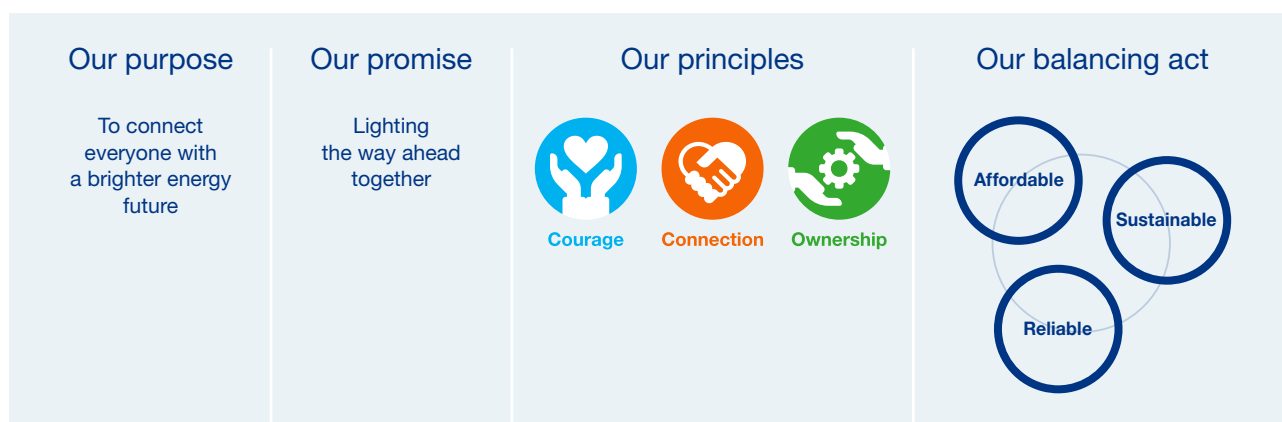 Our purpose
To connect
everyone with
a brighter energy
future
Our promise
Lighting
the way ahead
together
Our principles
Courage
Connection
Ownership
Our balancing act
Affordable
Sustainable
Reliable